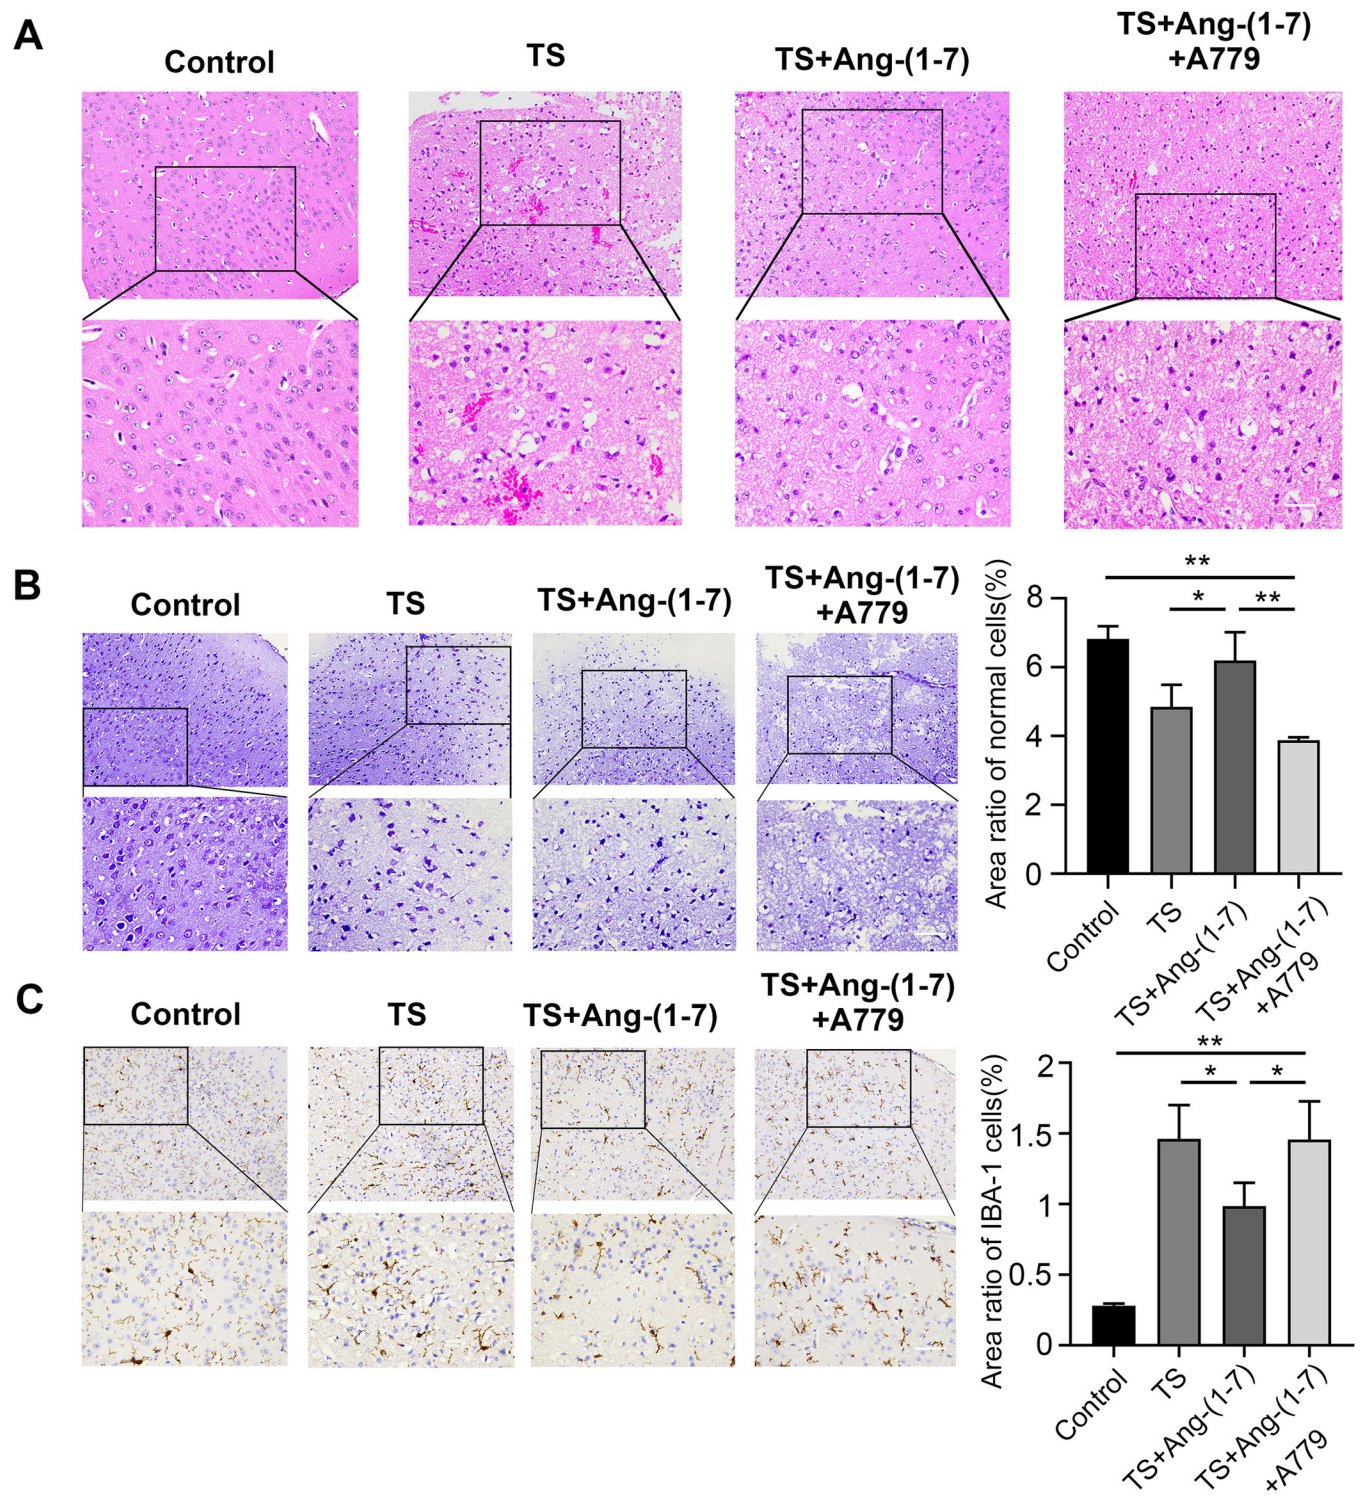 A
Control
TS
TS+Ang-(1-7)
TS+Ang-(1-7)
+A779
B
Control
TS
TS+Ang-(1-7)
TS+Ang-(1-7)
+A779
Area ratio of normal cells(%)
8
6
4
2
0
**
*
**
Control
TS
TS+Ang-(1-7)
TS+Ang-(1-7)
+A779
C
Control
TS
TS+Ang-(1-7)
TS+Ang-(1-7)
+A779
Area ratio of IBA-1 cells(%)
2
1.5
1
0.5
0
**
*
*
Control
TS
TS+Ang-(1-7)
TS+Ang-(1-7)
+A779